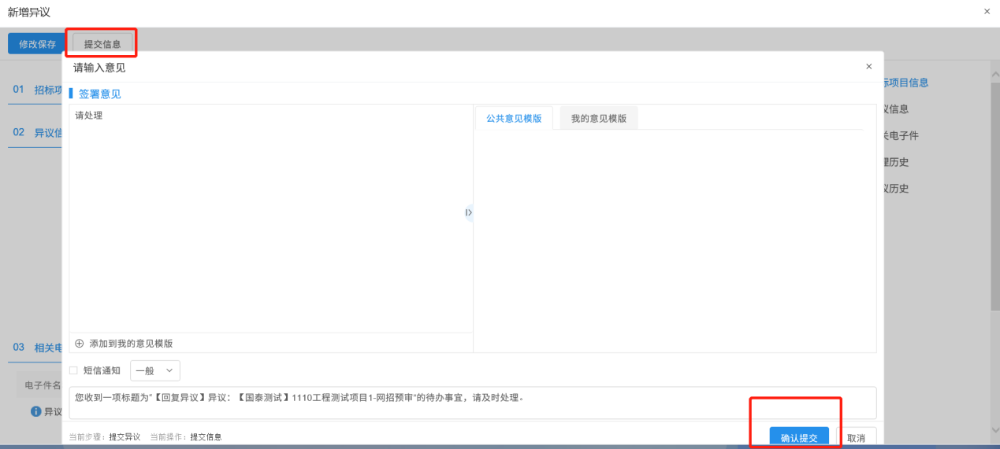 新增异议
修改保存 提交信息
请输入意见
01 招标项
签署意见
标项目信息
请处理
公共意见模版 我的意见模版
议信息
02 异议信
关电子件
理历史
议历史
03 相关电
添加到我的意见模版
短信通知 一般
电子件名
您收到一项标题为“【回复异议】异议：【国泰测试】1110工程测试项目1-网招预审”的待办事宜，请及时处理。
异议
当前步骤：提交异议 当前操作：提交信息
确认提交 取消